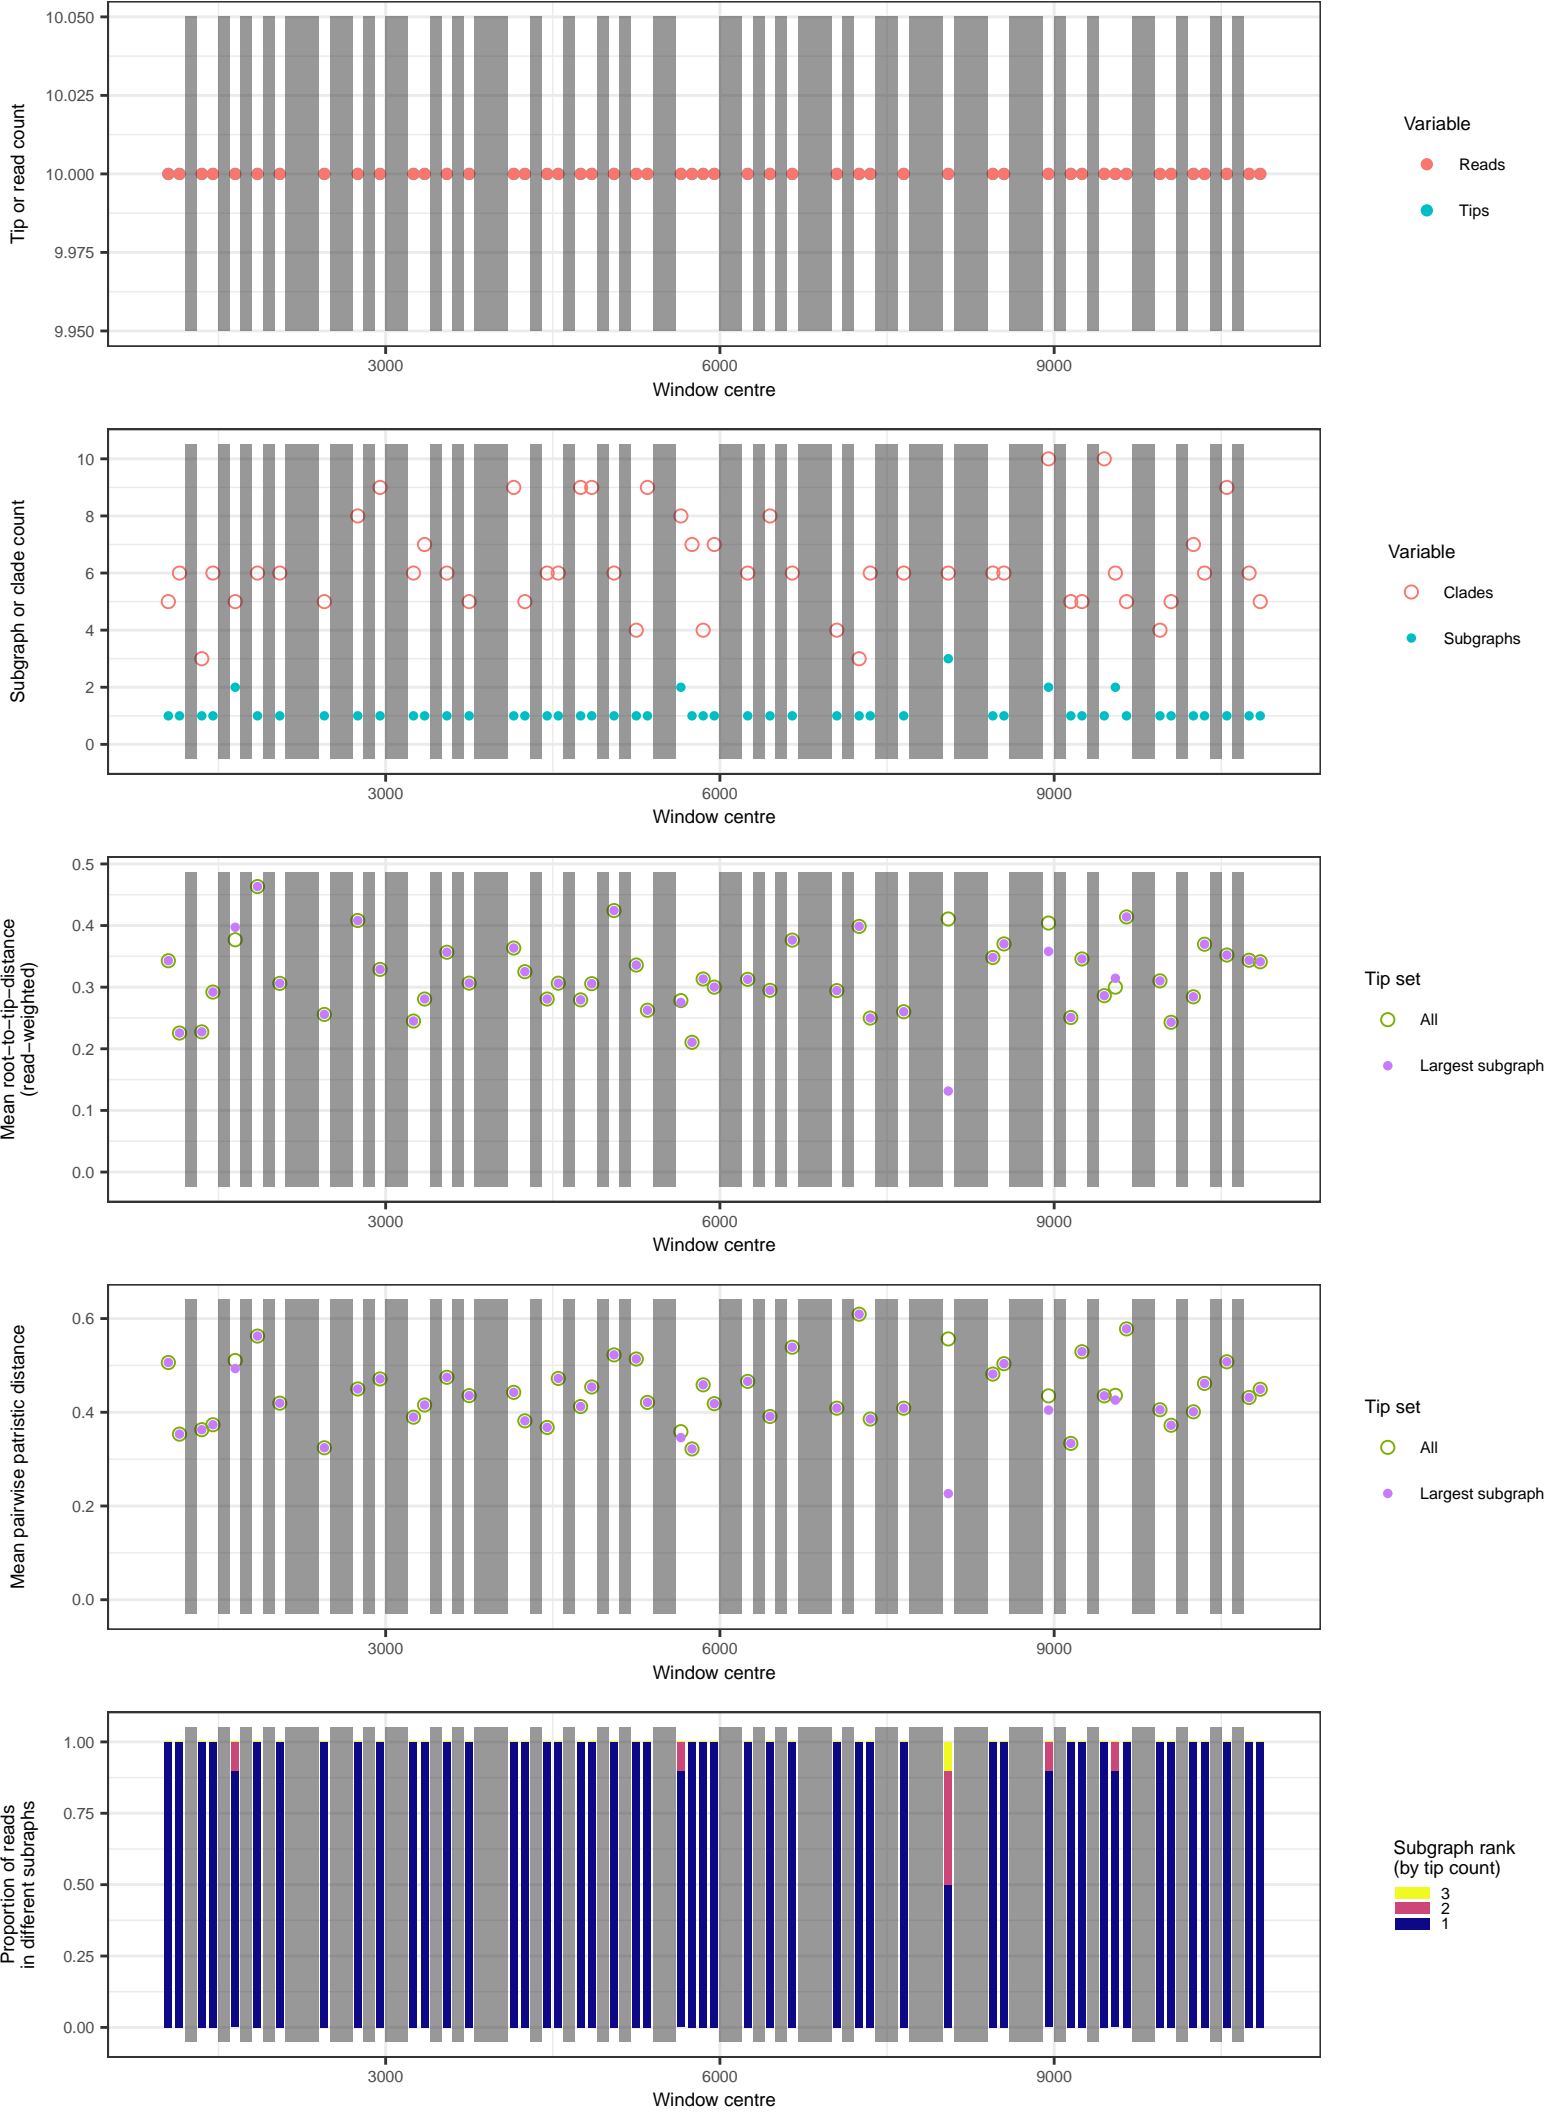 10.050
10.025
10.000
9.975
9.950
Tip or read count
3000
6000
9000
Window centre
Variable
Reads
Tips
10
8
6
4
2
0
Subgraph or clade count
3000
6000
9000
Window centre
Variable
Clades
Subgraphs
0.5
0.4
0.3
0.2
0.1
0.0
Mean root−to−tip−distance
(read−weighted)
3000
6000
9000
Window centre
Tip set
All
Largest subgraph
0.6
0.4
0.2
0.0
Mean pairwise patristic distance
3000
6000
9000
Window centre
Tip set
All
Largest subgraph
1.00
0.75
0.50
0.25
0.00
Proportion of reads
in different subraphs
3000
6000
9000
Window centre
Subgraph rank
(by tip count)
3
2
1